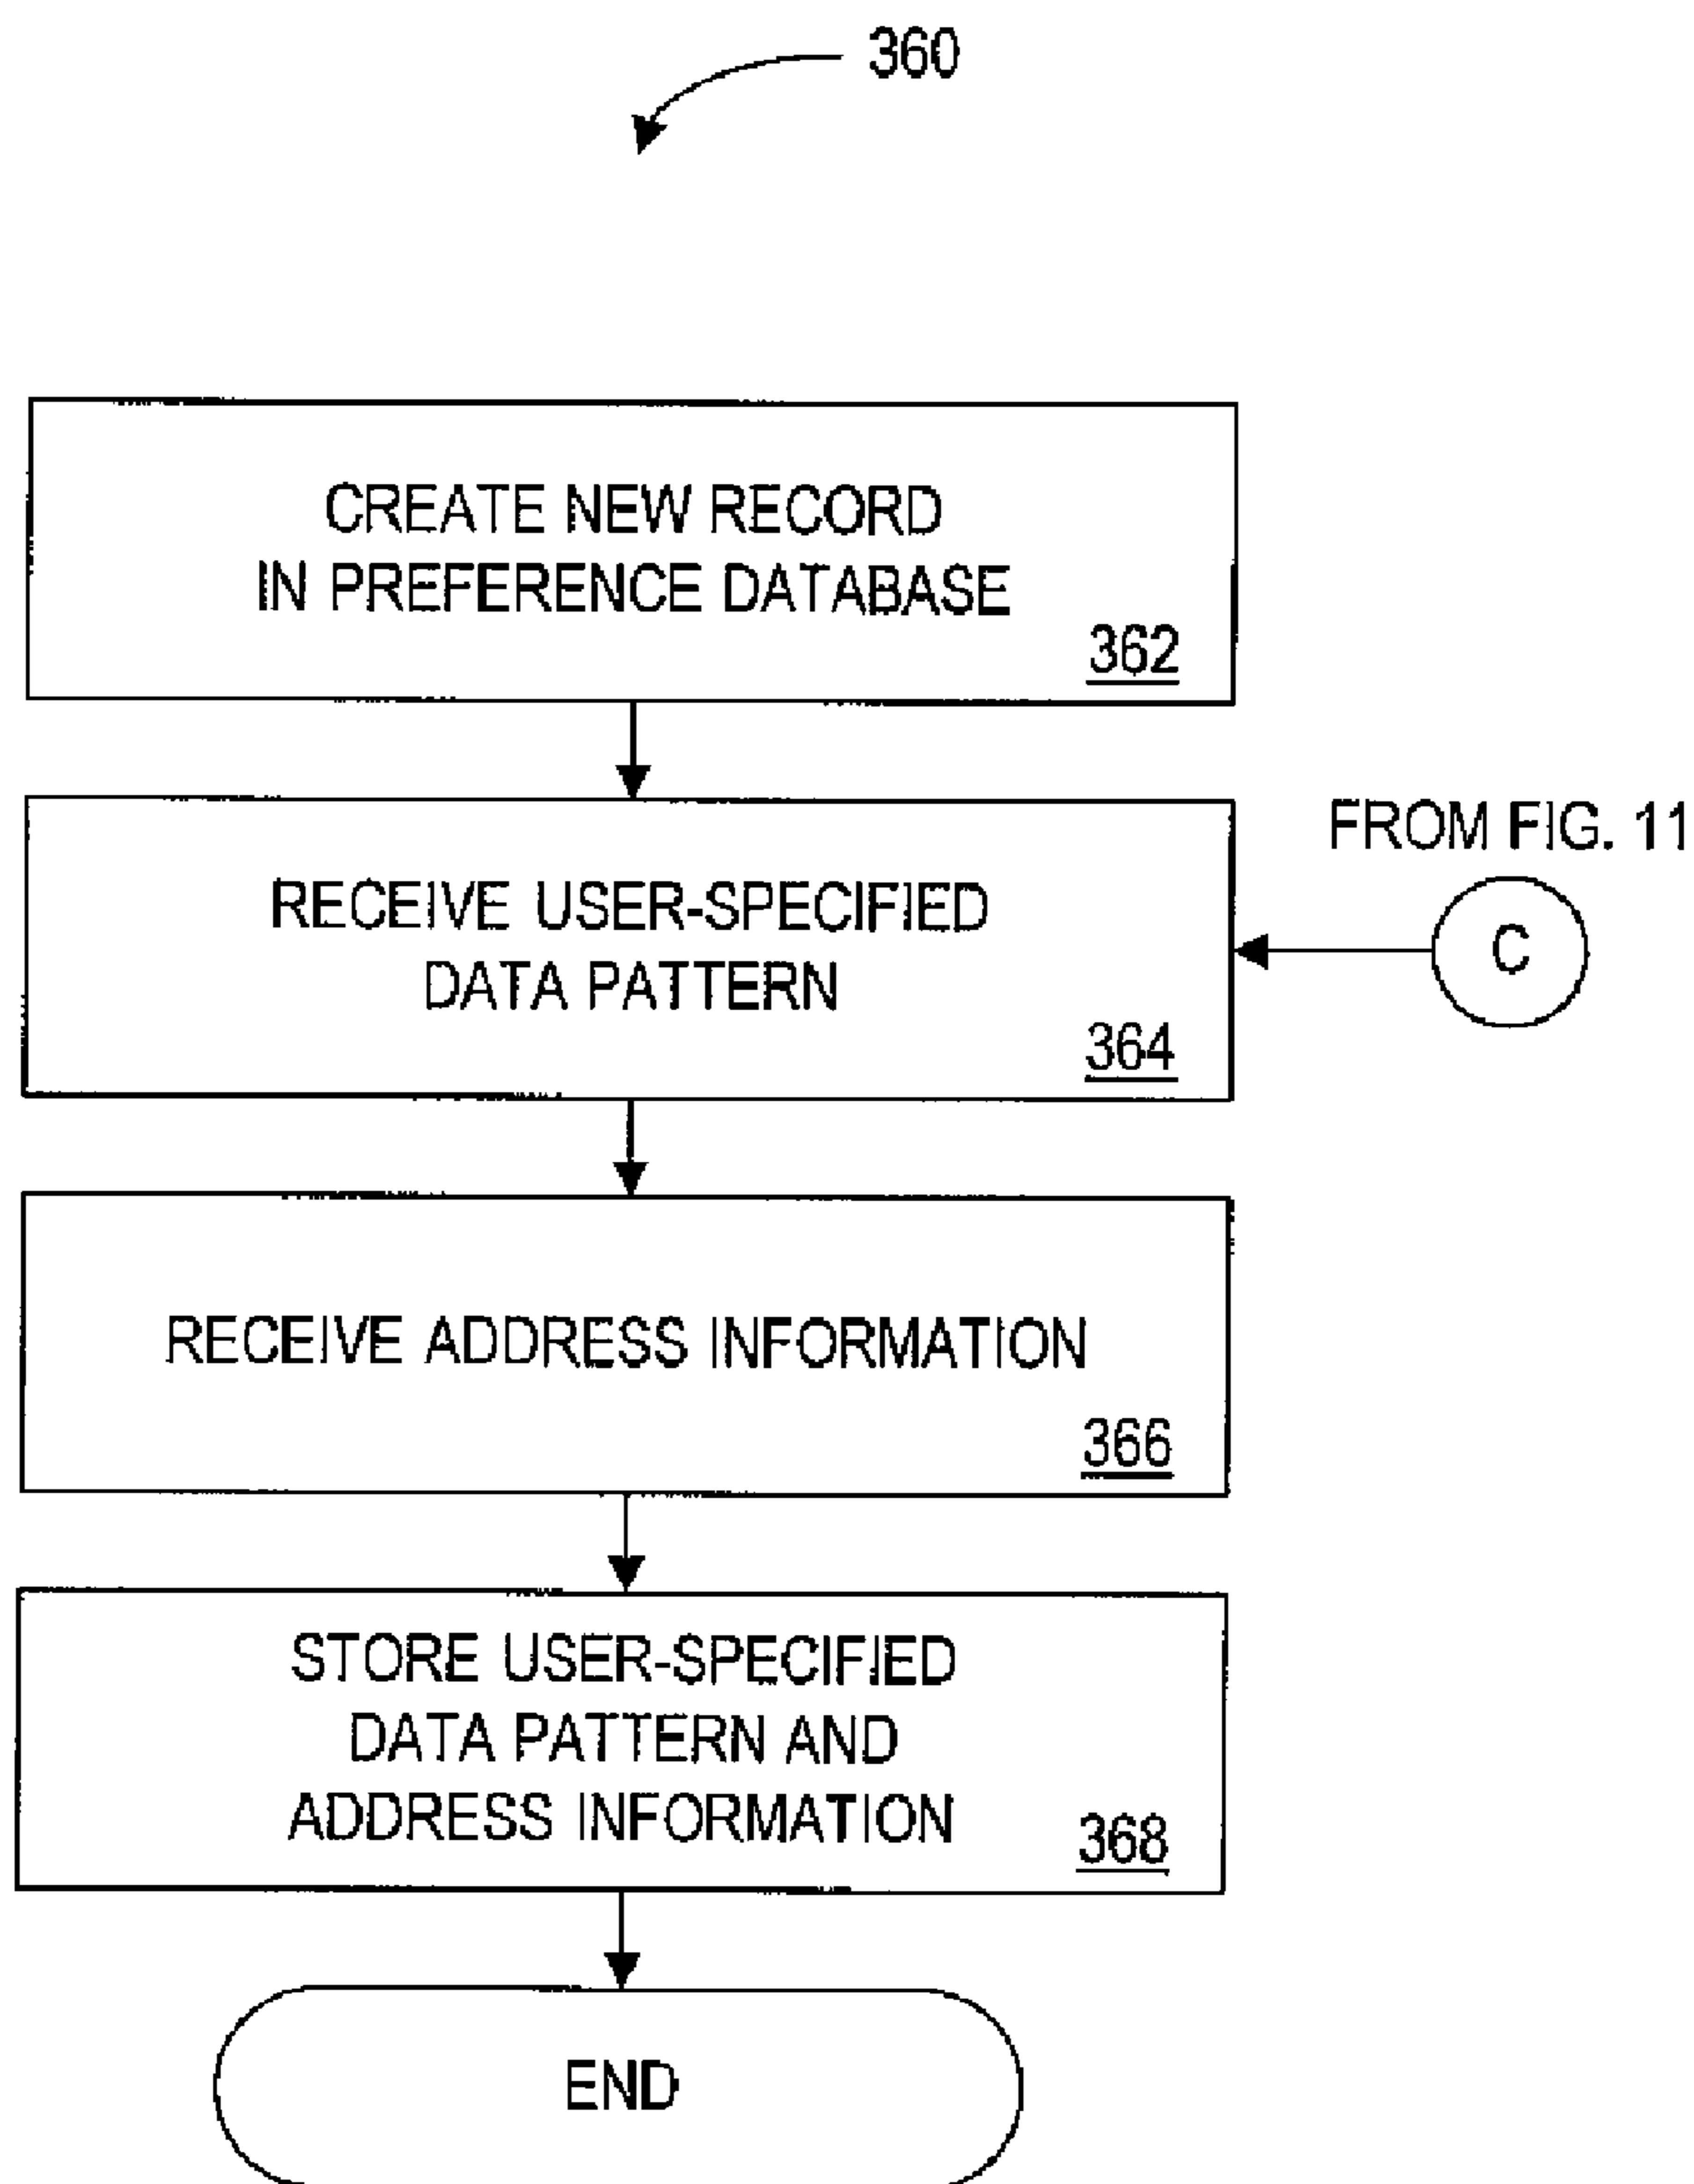 360
CREATE NEW RECORD
IN PREFERENCE DATABASE
362
FROM FIG. 11
RECEIVE USER-SPECIFIED
DATA PATTERN
364
C
RECEIVE ADDRESS INFORMATION
366
STORE USER-SPECIFIED
DATA PATTERN AND
ADDRESS INFORMATION
368
END